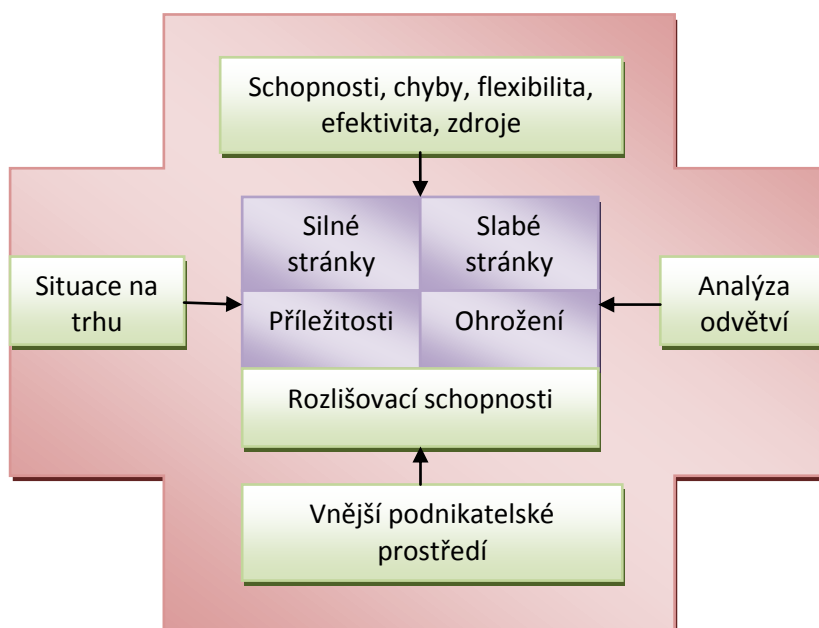 Schopnosti, chyby, flexibilita,
efektivita, zdroje
Silné
stránky
Slabé
stránky
Situace na
trhu
Příležitosti
Ohrožení
Analýza
odvětví
Rozlišovací schopnosti
Vnější podnikatelské
prostředí